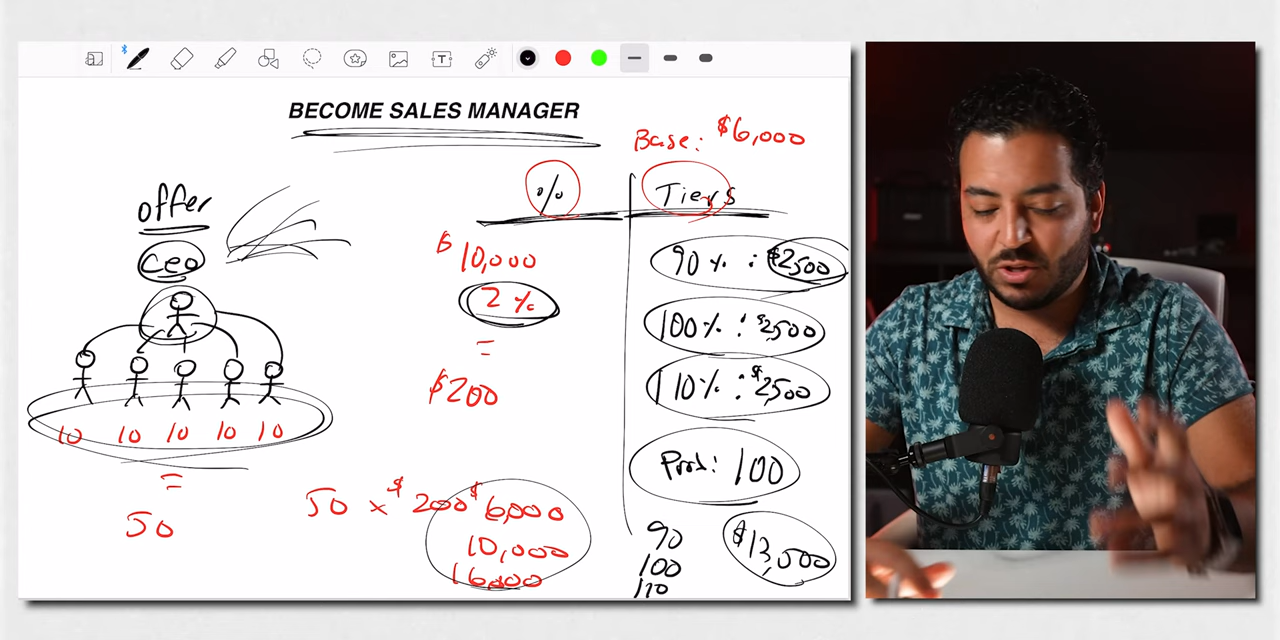 BECOME SALES MANAGER
Base: $6,000
offer
CEO
10 10 10 10 10
=
50
%
$10,000
2%
=
$200
50 x $200
$6,000
10,000
16,000
Tiers
90% : $2500
100% : $2500
110% : $2500
Prod: 100
90
100
110
$13,500